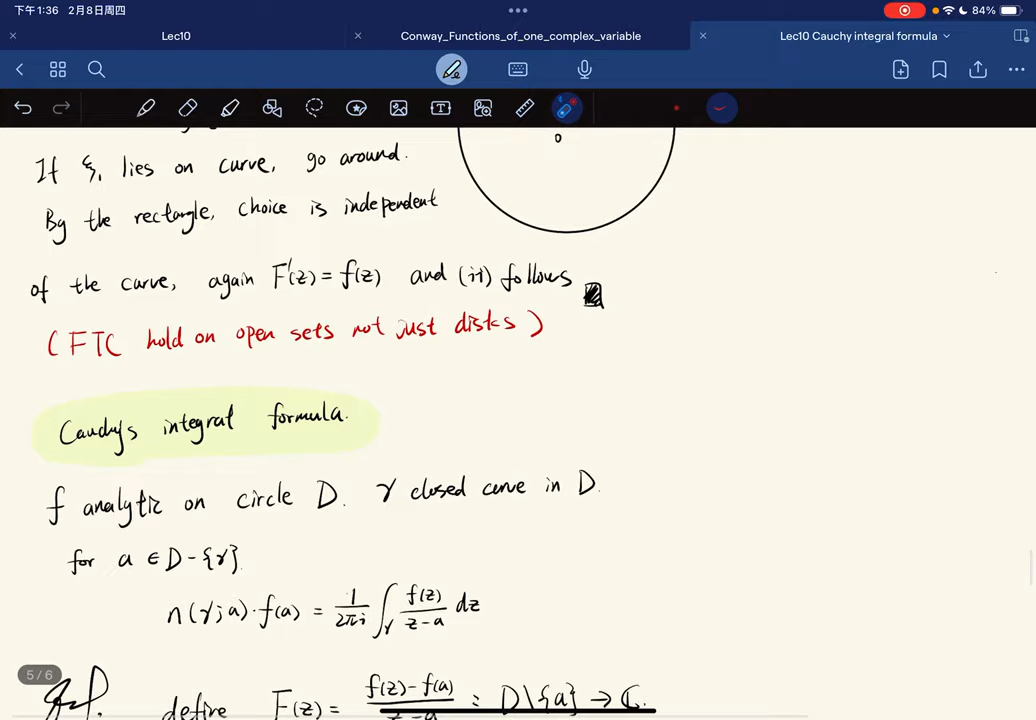 下午1:36 2月8日周四
84%
Lec10
Conway_Functions_of_one_complex_variable
Lec10 Cauchy integral formula
If ξ, lies on curve, go around.
0
By the rectangle, choice is independent
of the curve, again F'(z) = f(z) and (ii) follows
(FTC hold on open sets not just disks)
Caudy's integral formula.
f analytic on circle D. γ closed curve in D.
for a ∈ D - {γ}.
n(γ; a) · f(a) = 1/2πi ∫γ f(z)/z-a dz
5 / 6
define F(z) = f(z) - f(a)/z-a : D\{a} → ℂ.